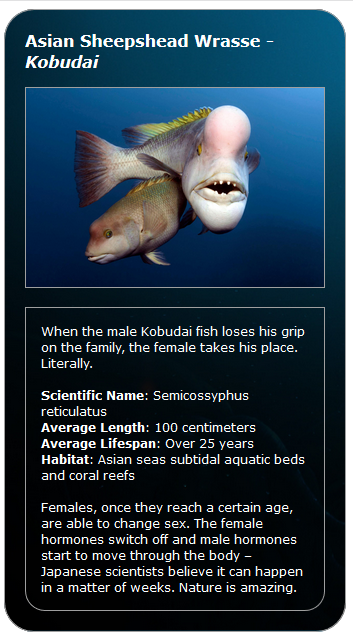 Asian Sheepshead Wrasse -
Kobudai
When the male Kobudai fish loses his grip
on the family, the female takes his place.
Literally.
Scientific Name: Semicossyphus
reticulatus
Average Length: 100 centimeters
Average Lifespan: Over 25 years
Habitat: Asian seas subtidal aquatic beds
and coral reefs
Females, once they reach a certain age,
are able to change sex. The female
hormones switch off and male hormones
start to move through the body –
Japanese scientists believe it can happen
in a matter of weeks. Nature is amazing.